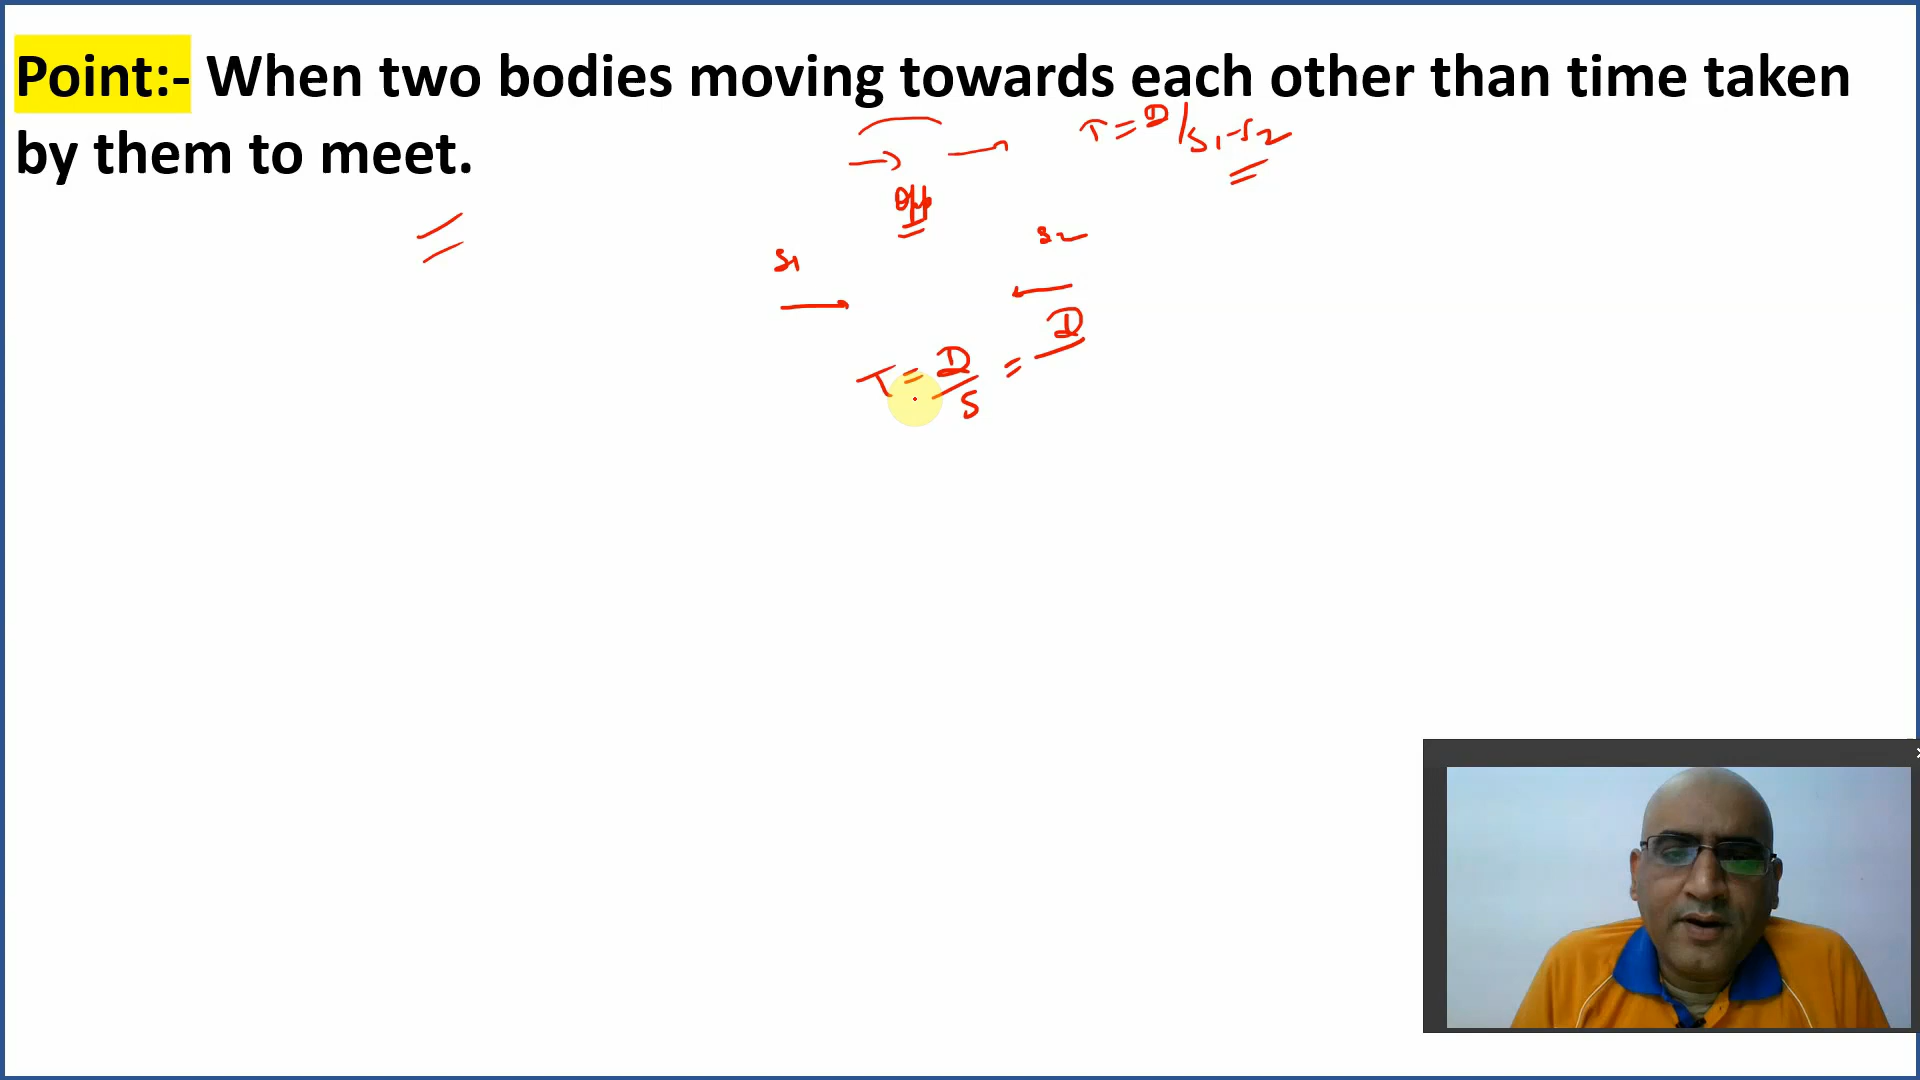 Point:- When two bodies moving towards each other than time taken
by them to meet.
T = D / S1 - S2
Opp
S1
S2
T = D / S = D